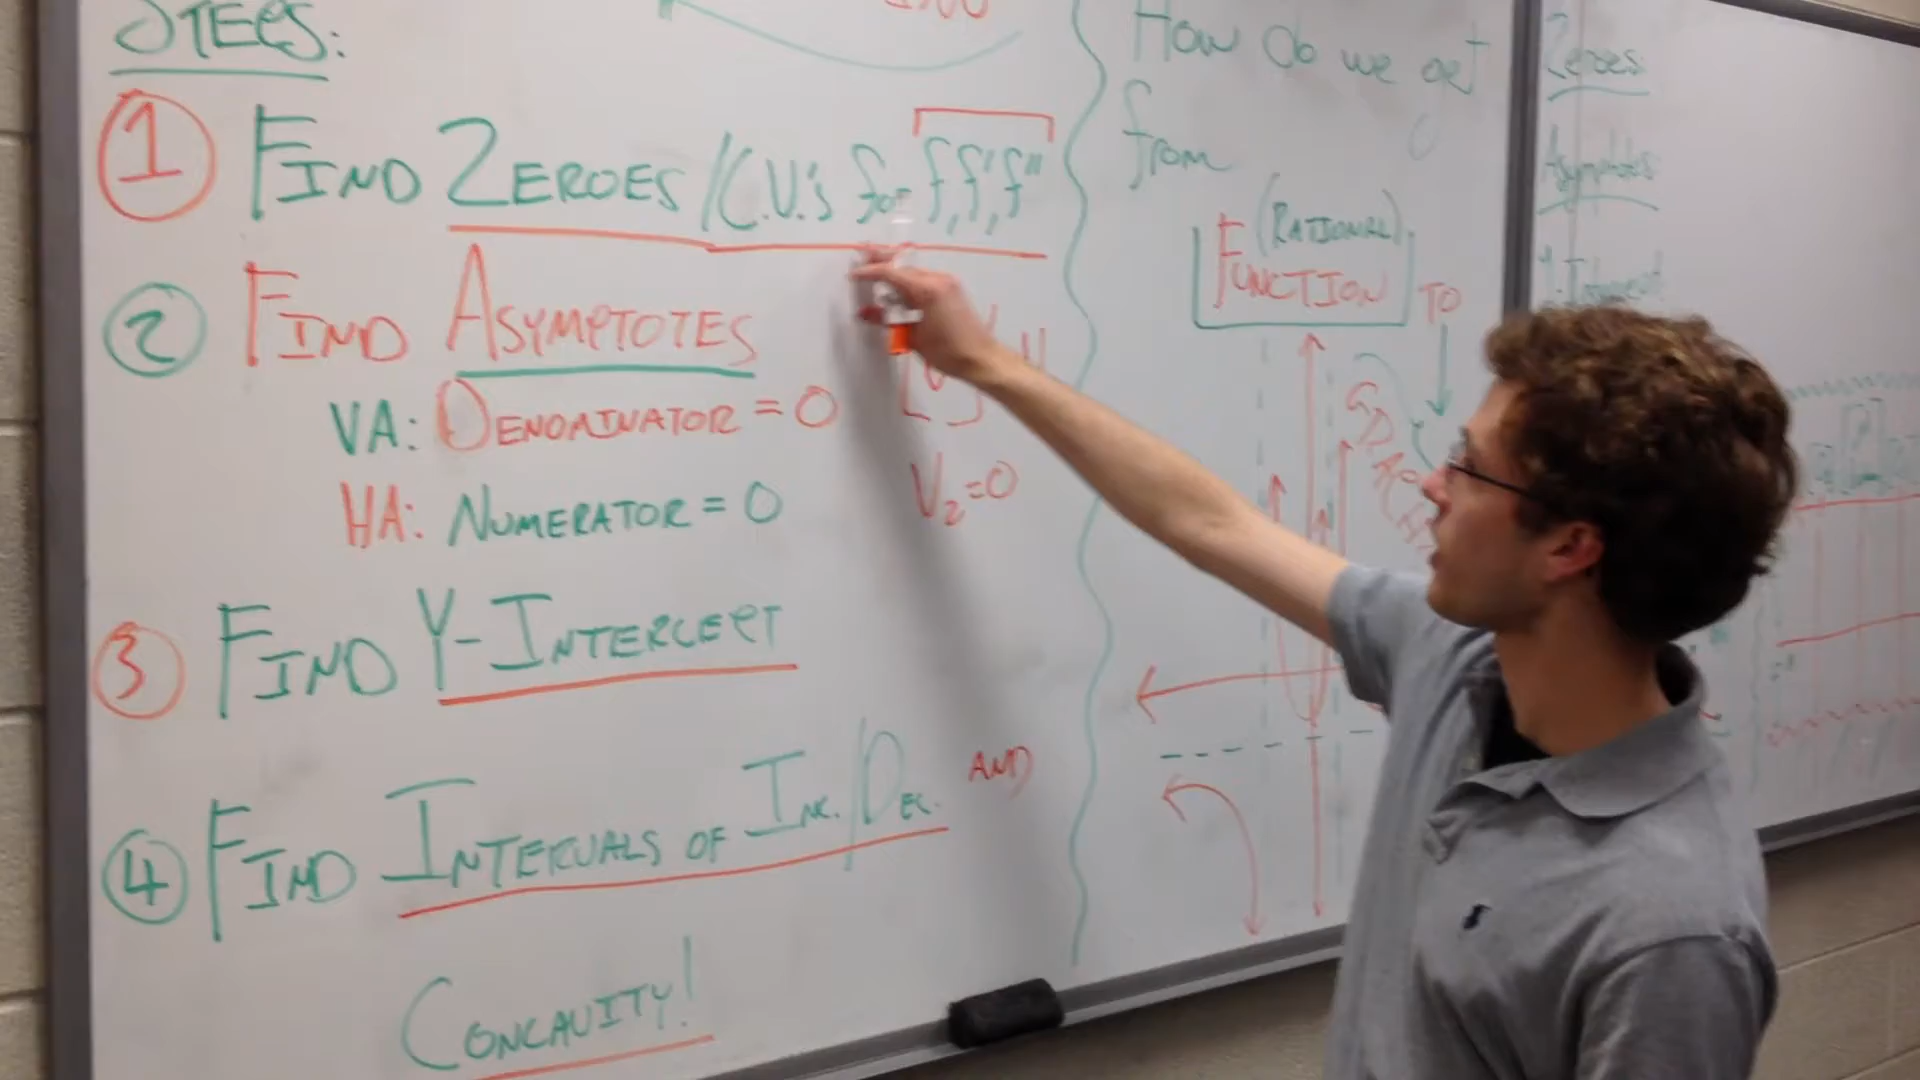 STEPS:
1 FIND ZEROES/C.V.'s for f, f', f"
2 FIND ASYMPTOTES
VA: DENOMINATOR = 0
HA: NUMERATOR = 0
V2=0
3 FIND Y-INTERCEPT
4 FIND INTERVALS OF INC./DEC. AND
CONCAVITY!
How do we get
from
(RATIONAL)
FUNCTION TO
Zeroes:
Asymptotes: